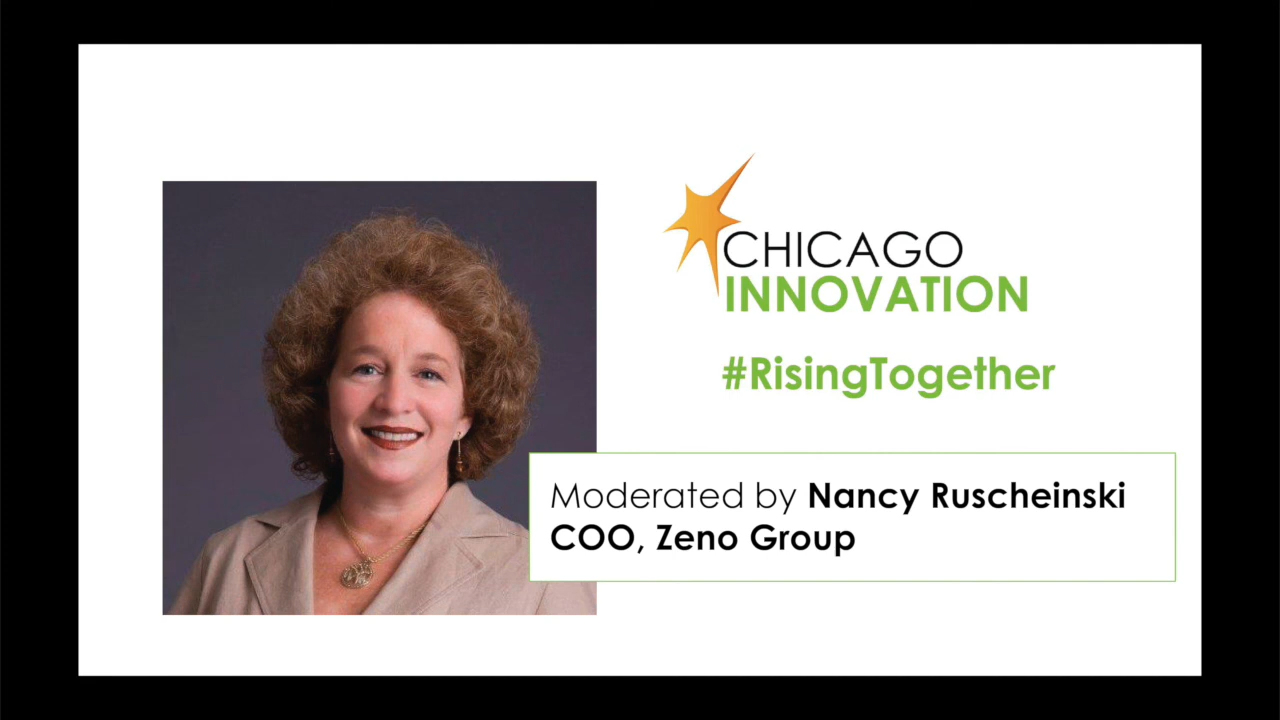 CHICAGO
INNOVATION
#RisingTogether
Moderated by Nancy Ruscheinski
COO, Zeno Group